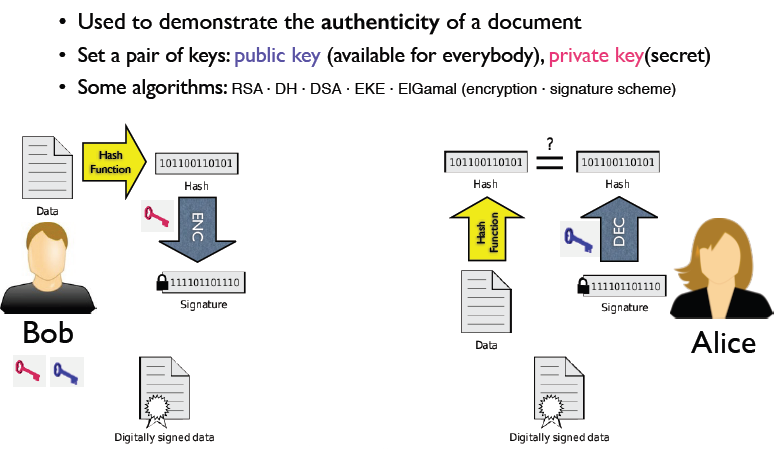 • Used to demonstrate the authenticity of a document
• Set a pair of keys: public key (available for everybody), private key(secret)
• Some algorithms: RSA · DH · DSA · EKE · ElGamal (encryption · signature scheme)
Hash Function
101100110101
Hash
Data
ENC
111101101110
Signature
Bob
Digitally signed data
101100110101
?
=
101100110101
Hash
Hash
Hash Function
DEC
Data
111101101110
Signature
Alice
Digitally signed data